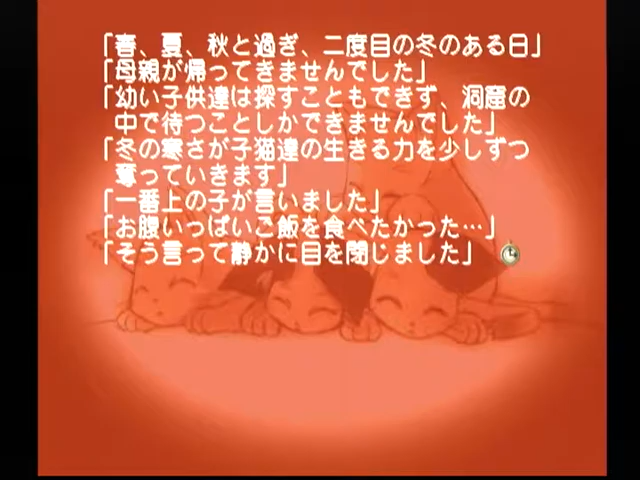 「春、夏、秋と過ぎ、二度目の冬のある日」
「母親が帰ってきませんでした」
「幼い子供達は探すこともできず、洞窟の
中で待つことしかできませんでした」
「冬の寒さが子猫達の生きる力を少しずつ
奪っていきます」
「一番上の子が言いました」
「お腹いっぱいご飯を食べたかった…」
「そう言って静かに目を閉じました」